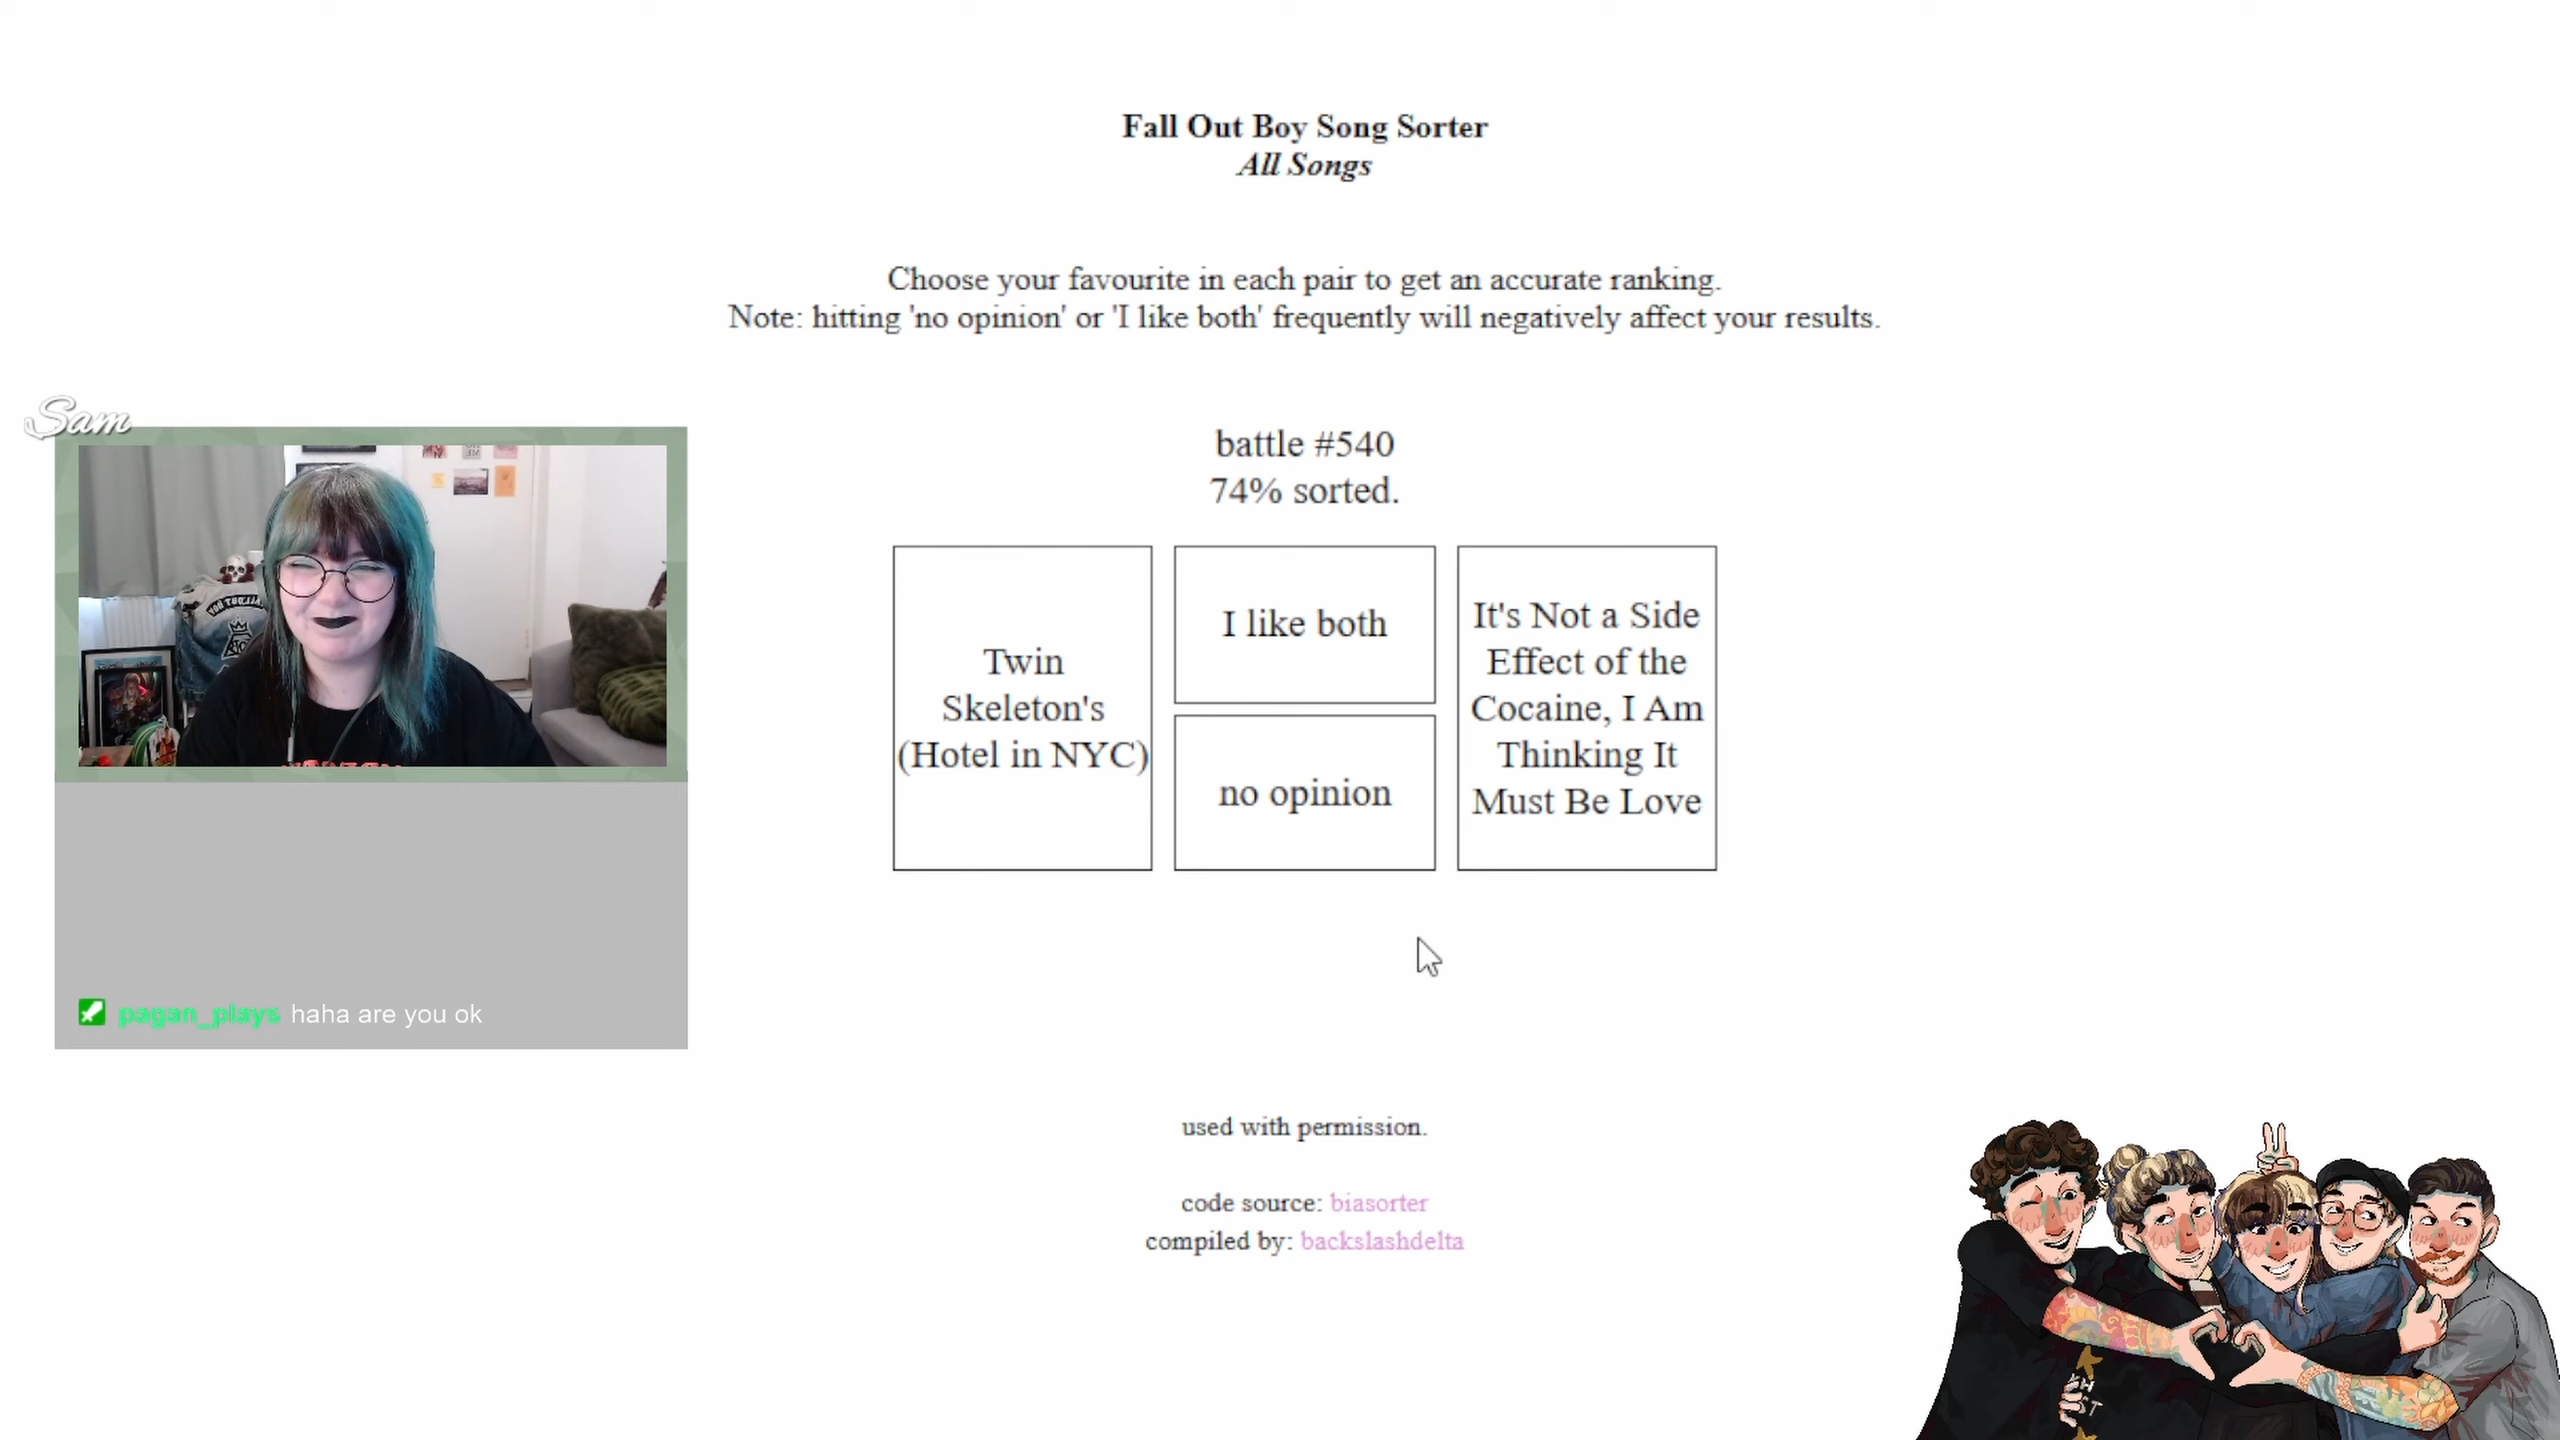 Fall Out Boy Song Sorter
All Songs
Choose your favourite in each pair to get an accurate ranking.
Note: hitting 'no opinion' or 'I like both' frequently will negatively affect your results.
Sam
battle #540
74% sorted.
Twin
Skeleton's
(Hotel in NYC)
I like both
no opinion
It's Not a Side
Effect of the
Cocaine, I Am
Thinking It
Must Be Love
pagan_plays haha are you ok
used with permission.
code source: biasorter
compiled by: backslashdelta